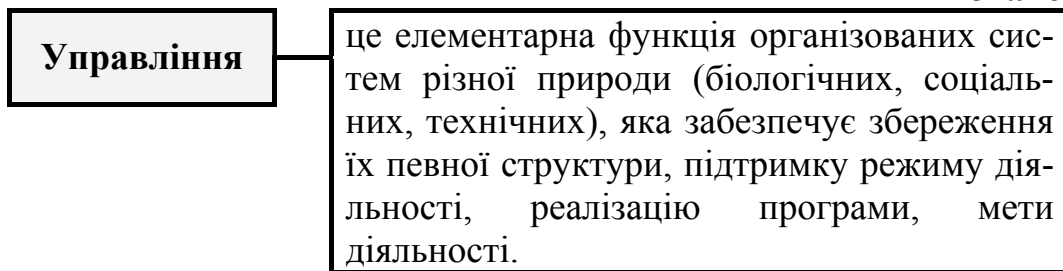 Управління
це елементарна функція організованих сис-
тем різної природи (біологічних, соціаль-
них, технічних), яка забезпечує збереження
їх певної структури, підтримку режиму дія-
льності, реалізацію програми, мети
діяльності.